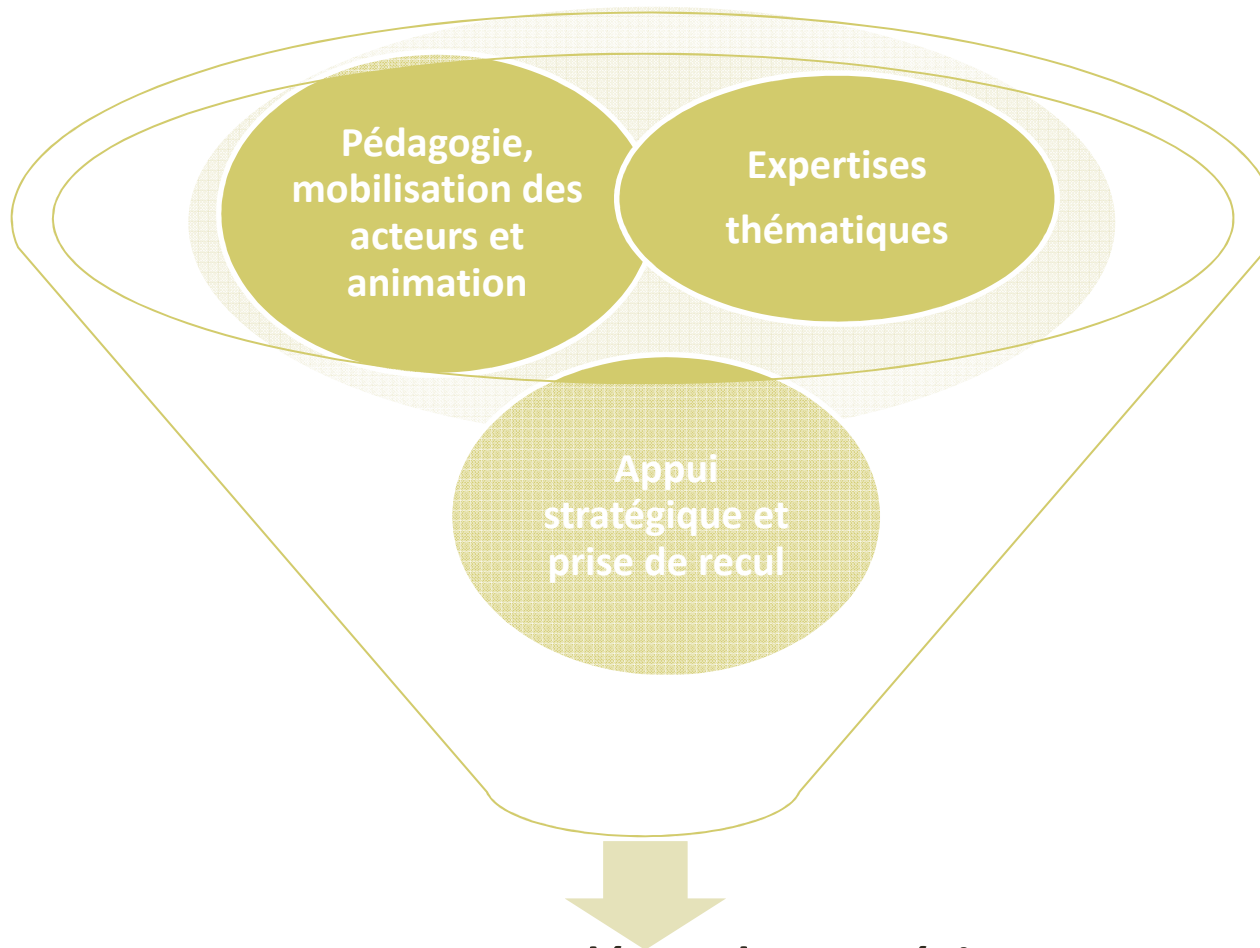 Pédagogie,
mobilisation des
acteurs et
animation
Expertises
thématiques
Appui
stratégique et
prise de recul